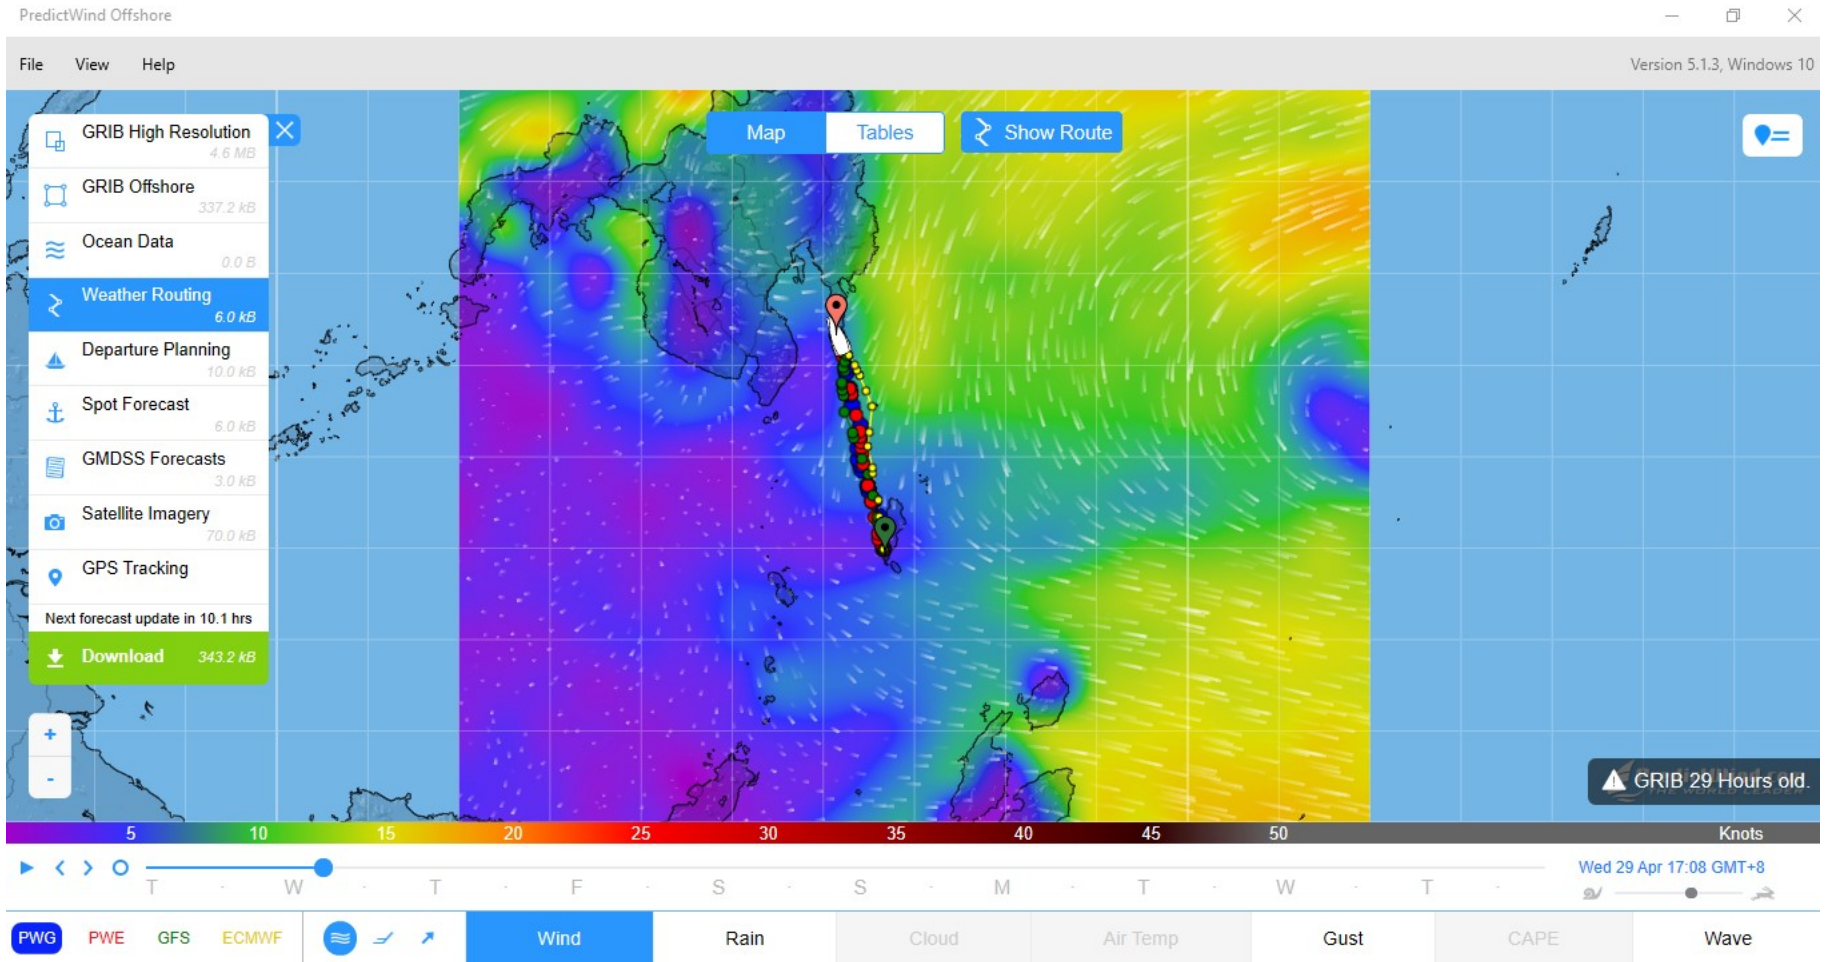 PredictWind Offshore
File View Help
Version 5.1.3, Windows 10
GRIB High Resolution
4.6 MB
GRIB Offshore
337.2 kB
Ocean Data
0.0 B
Weather Routing
6.0 kB
Departure Planning
10.0 kB
Spot Forecast
6.0 kB
GMDSS Forecasts
3.0 kB
Satellite Imagery
70.0 kB
GPS Tracking
Next forecast update in 10.1 hrs
Download 343.2 kB
Map Tables Show Route
+
-
GRIB 29 Hours old.
5 10 15 20 25 30 35 40 45 50 Knots
Wed 29 Apr 17:08 GMT+8
T · W · T · F · S · S · M · T · W · T ·
PWG PWE GFS ECMWF Wind Rain Cloud Air Temp Gust CAPE Wave